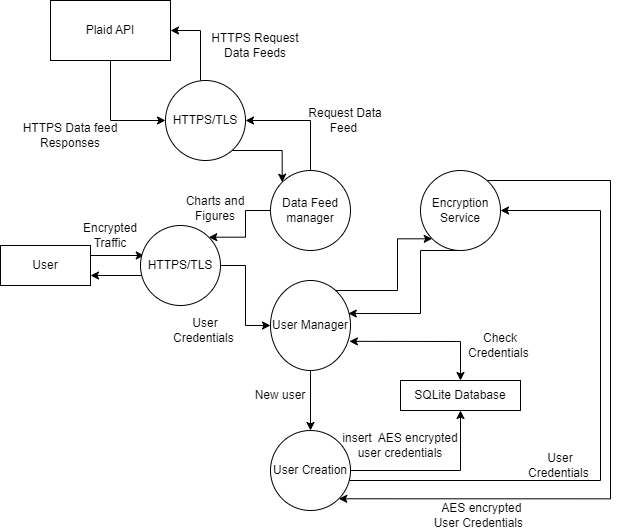 Plaid API
HTTPS Request
Data Feeds
HTTPS/TLS
Request Data
Feed
HTTPS Data feed
Responses
Charts and
Figures
Data Feed
manager
Encryption
Service
Encrypted
Traffic
User
HTTPS/TLS
User
Credentials
User Manager
Check
Credentials
New user
SQLite Database
insert AES encrypted
user credentials
User Creation
User
Credentials
AES encrypted
User Credentials